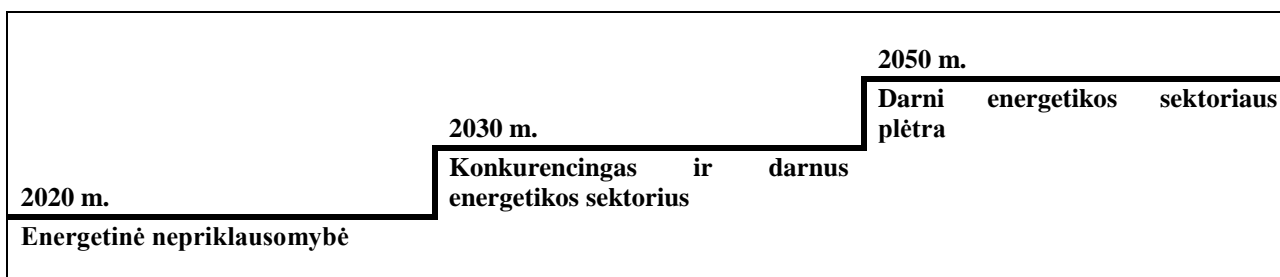 2050 m.
Darni energetikos sektoriaus
plėtra
2030 m.
Konkurencingas ir darnus
energetikos sektorius
2020 m.
Energetinė nepriklausomybė